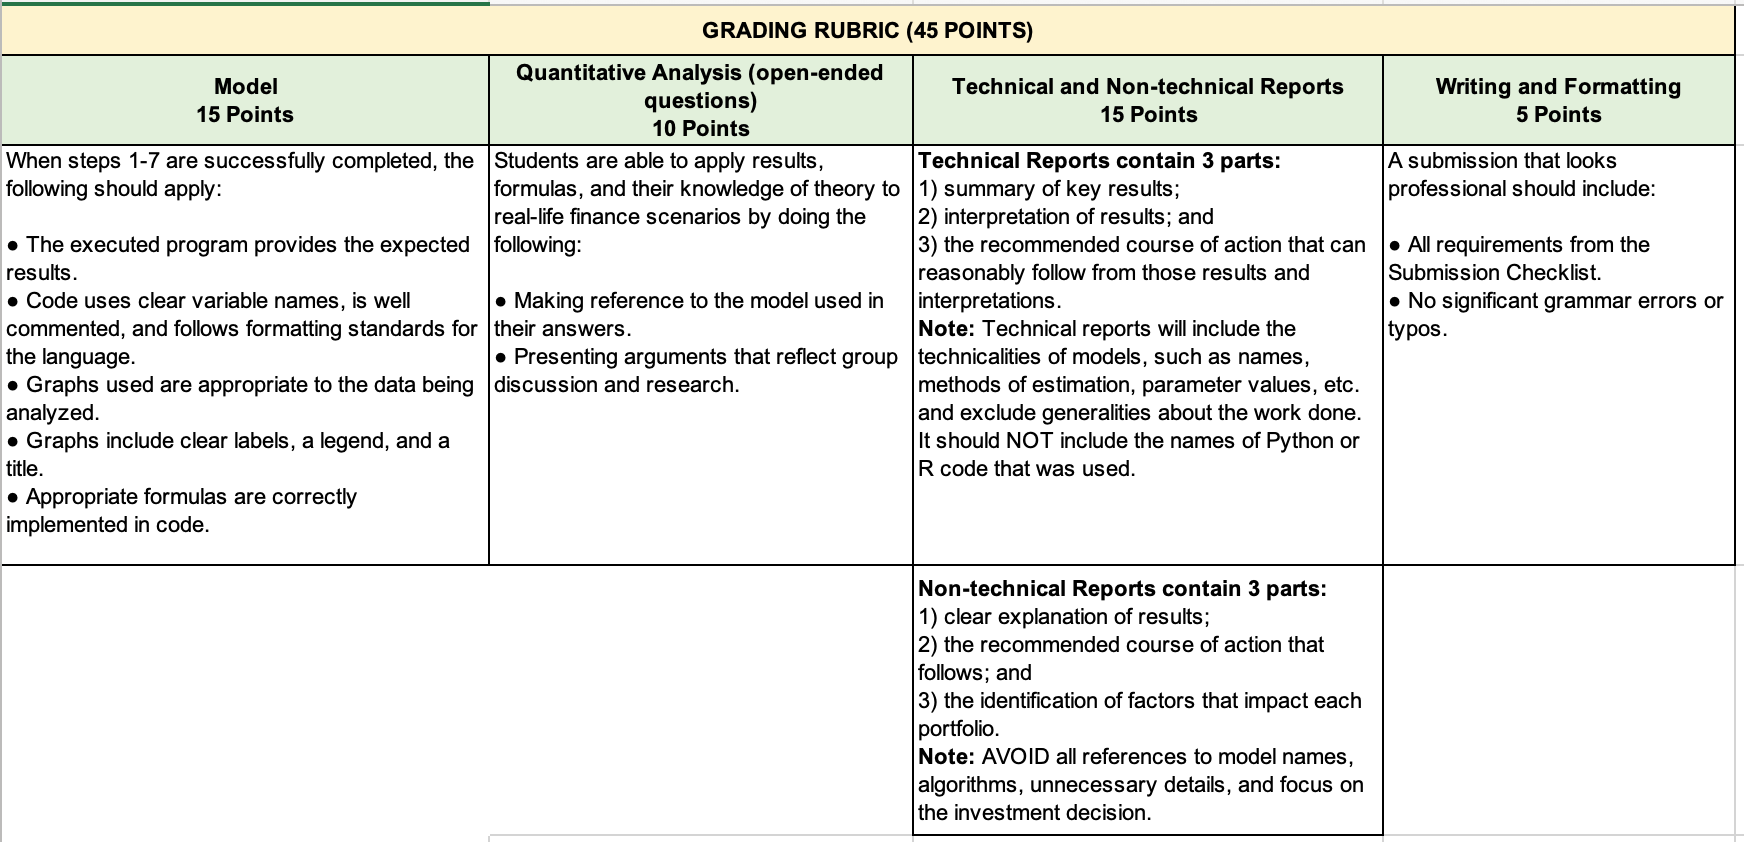 GRADING RUBRIC (45 POINTS)
Model
15 Points
Quantitative Analysis (open-ended
questions)
10 Points
Technical and Non-technical Reports
15 Points
Writing and Formatting
5 Points
When steps 1-7 are successfully completed, the
following should apply:
● The executed program provides the expected
results.
● Code uses clear variable names, is well
commented, and follows formatting standards for
the language.
● Graphs used are appropriate to the data being
analyzed.
● Graphs include clear labels, a legend, and a
title.
● Appropriate formulas are correctly
implemented in code.
Students are able to apply results,
formulas, and their knowledge of theory to
real-life finance scenarios by doing the
following:
● Making reference to the model used in
their answers.
● Presenting arguments that reflect group
discussion and research.
Technical Reports contain 3 parts:
1) summary of key results;
2) interpretation of results; and
3) the recommended course of action that can
reasonably follow from those results and
interpretations.
Note: Technical reports will include the
technicalities of models, such as names,
methods of estimation, parameter values, etc.
and exclude generalities about the work done.
It should NOT include the names of Python or
R code that was used.
A submission that looks
professional should include:
● All requirements from the
Submission Checklist.
● No significant grammar errors or
typos.
Non-technical Reports contain 3 parts:
1) clear explanation of results;
2) the recommended course of action that
follows; and
3) the identification of factors that impact each
portfolio.
Note: AVOID all references to model names,
algorithms, unnecessary details, and focus on
the investment decision.